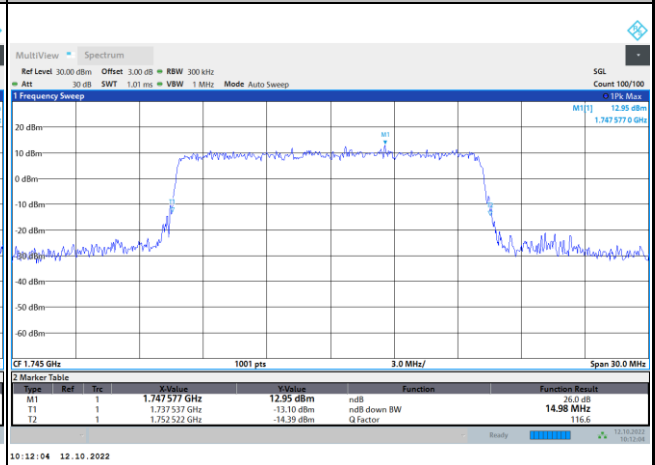 MultiView Spectrum
Ref Level 30.00 dBm Offset 3.00 dB RBW 300 kHz SGL
Att 30 dB SWT 1.01 ms VBW 1 MHz Mode Auto Sweep Count 100/100
1 Frequency Sweep 1Pk Max
M1[1] 12.95 dBm
1.747 577 0 GHz
20 dBm
M1
10 dBm
0 dBm
-10 dBm
-20 dBm
-40 dBm
-50 dBm
-60 dBm
CF 1.745 GHz 1001 pts 3.0 MHz/ Span 30.0 MHz
2 Marker Table
Type Ref Trc X-Value Y-Value Function Function Result
M1 1 1.747 577 GHz 12.95 dBm ndB 26.0 dB
T1 1 1.737 537 GHz -13.10 dBm ndB down BW 14.98 MHz
T2 1 1.752 522 GHz -14.39 dBm Q Factor 116.6
Ready 12.10.2022
10:12:04
10:12:04 12.10.2022